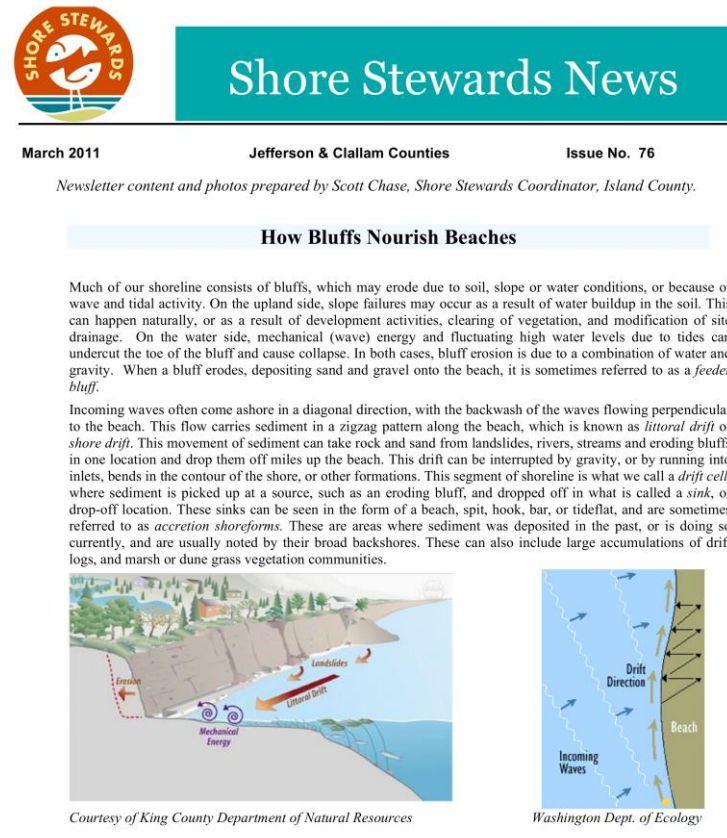 SHORE STEWARDS
Shore Stewards News
March 2011 Jefferson & Clallam Counties Issue No. 76
Newsletter content and photos prepared by Scott Chase, Shore Stewards Coordinator, Island County.
How Bluffs Nourish Beaches
Much of our shoreline consists of bluffs, which may erode due to soil, slope or water conditions, or because o
wave and tidal activity. On the upland side, slope failures may occur as a result of water buildup in the soil. This
can happen naturally, or as a result of development activities, clearing of vegetation, and modification of site
drainage. On the water side, mechanical (wave) energy and fluctuating high water levels due to tides can
undercut the toe of the bluff and cause collapse. In both cases, bluff erosion is due to a combination of water and
gravity. When a bluff erodes, depositing sand and gravel onto the beach, it is sometimes referred to as a feeder
bluff.
Incoming waves often come ashore in a diagonal direction, with the backwash of the waves flowing perpendicular
to the beach. This flow carries sediment in a zigzag pattern along the beach, which is known as littoral drift o
shore drift. This movement of sediment can take rock and sand from landslides, rivers, streams and eroding bluffs
in one location and drop them off miles up the beach. This drift can be interrupted by gravity, or by running into
inlets, bends in the contour of the shore, or other formations. This segment of shoreline is what we call a drift cell
where sediment is picked up at a source, such as an eroding bluff, and dropped off in what is called a sink, o
drop-off location. These sinks can be seen in the form of a beach, spit, hook, bar, or tideflat, and are sometimes
referred to as accretion shoreforms. These are areas where sediment was deposited in the past, or is doing so
currently, and are usually noted by their broad backshores. These can also include large accumulations of drif
logs, and marsh or dune grass vegetation communities.
Erosion
Landslides
Littoral Drift
Mechanical
Energy
Drift
Direction
Beach
Incoming
Waves
Courtesy of King County Department of Natural Resources
Washington Dept. of Ecology